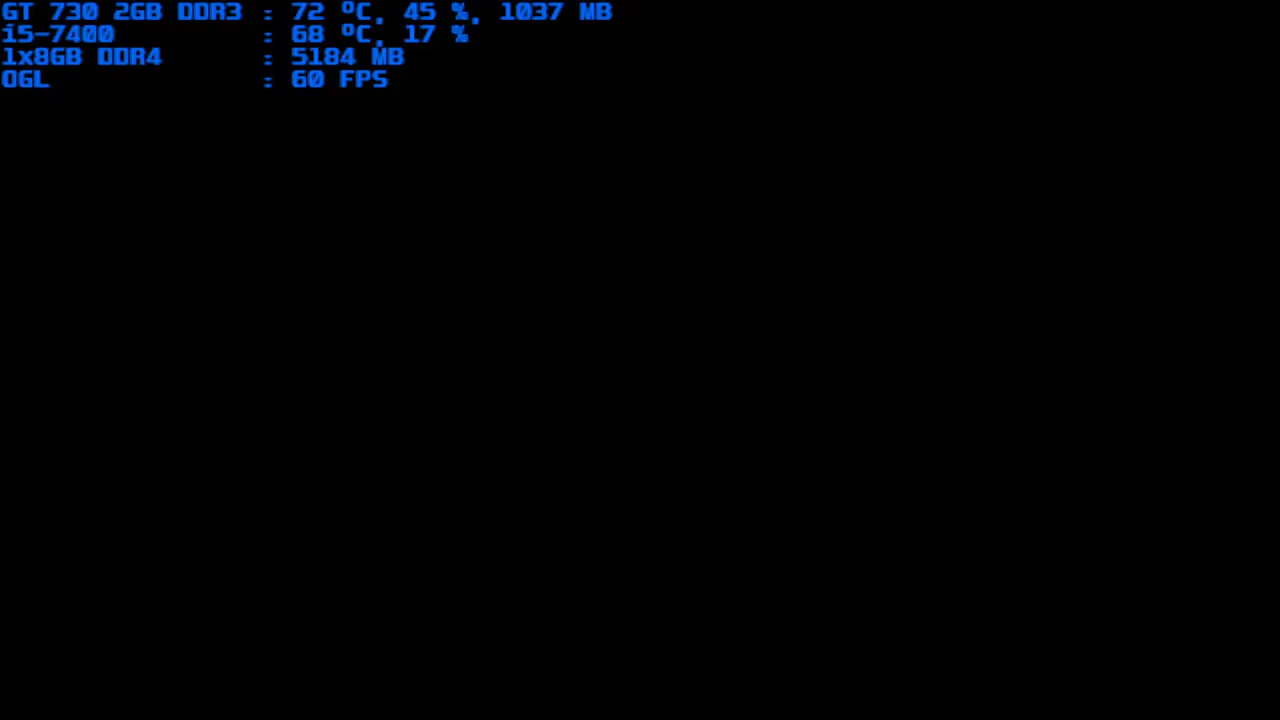 GT 730 2GB DDR3 : 72 ºC, 45 %, 1037 MB
i5-7400 : 68 ºC, 17 %
1x8GB DDR4 : 5184 MB
OGL : 60 FPS